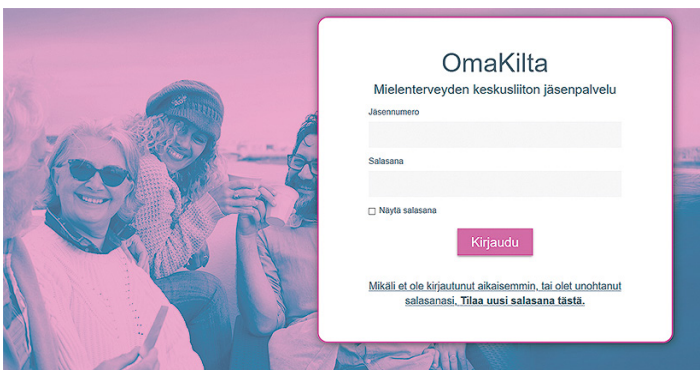 OmaKilta
Mielenterveyden keskusliiton jäsenpalvelu
Jäsennumero
Salasana
Näytä salasana
Kirjaudu
Mikäli et ole kirjautunut aikaisemmin, tai olet unohtanut
salasanasi, Tilaa uusi salasana tästä.